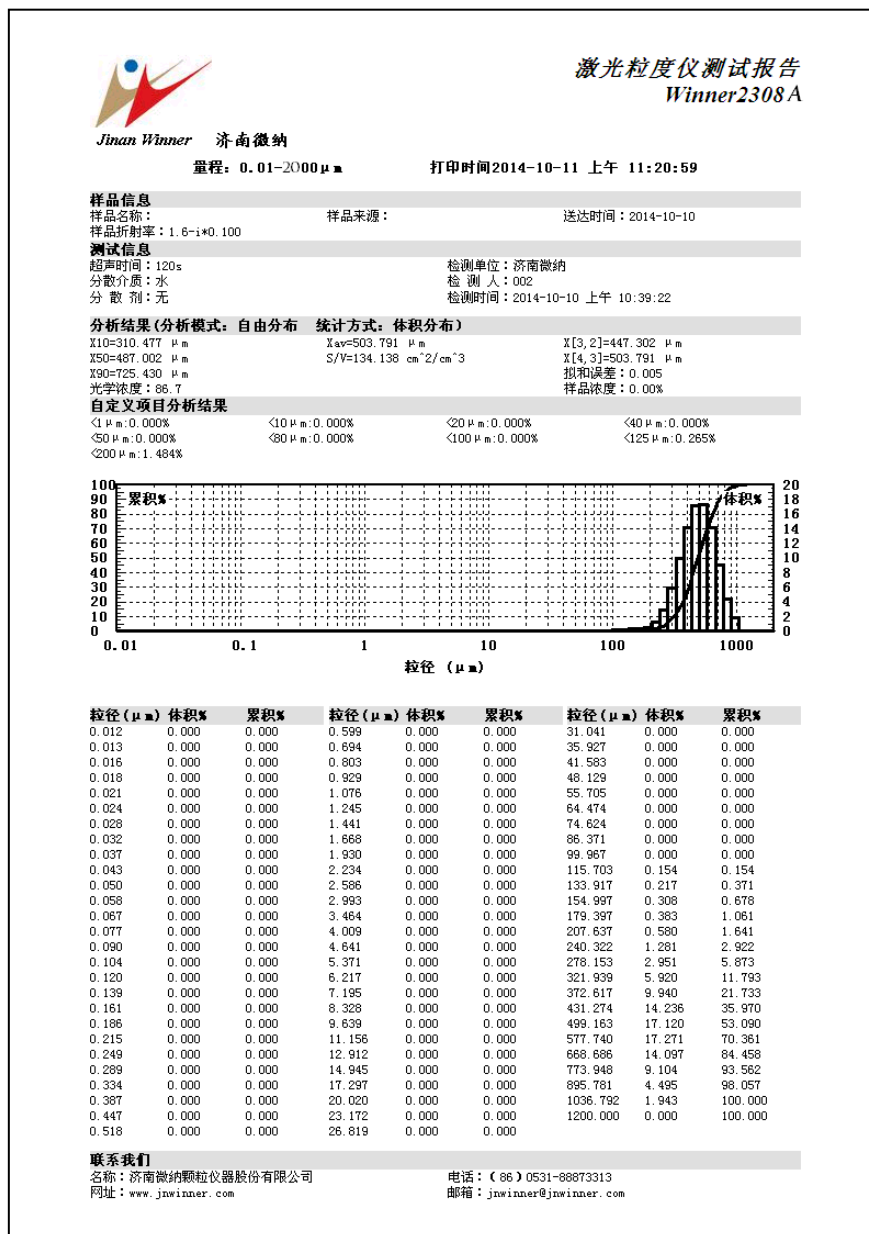 激光粒度仪测试报告
Winner2308A
Jinan Winner 济南微纳
量程: 0.01-2000μm 打印时间2014-10-11 上午 11:20:59
样品信息
样品名称: 样品来源: 送达时间:2014-10-10
样品折射率:1.6-i*0.100
测试信息
超声时间:120s 检测单位:济南微纳
分散介质:水 检 测 人:002
分 散 剂:无 检测时间:2014-10-10 上午 10:39:22
分析结果(分析模式: 自由分布 统计方式: 体积分布)
X10=310.477 μm Xav=503.791 μm X[3,2]=447.302 μm
X50=487.002 μm S/V=134.138 cm^2/cm^3 X[4,3]=503.791 μm
X90=725.430 μm 拟和误差:0.005
光学浓度:86.7 样品浓度:0.00%
自定义项目分析结果
<1μm:0.000% <10μm:0.000% <20μm:0.000% <40μm:0.000%
<50μm:0.000% <80μm:0.000% <100μm:0.000% <125μm:0.265%
<200μm:1.484%
100 累积% 体积% 20
90 18
80 16
70 14
60 12
50 10
40 8
30 6
20 4
10 2
0 0
0.01 0.1 1 10 100 1000
粒径 (μm)
粒径(μm) 体积% 累积% 粒径(μm) 体积% 累积% 粒径(μm) 体积% 累积%
0.012 0.000 0.000 0.599 0.000 0.000 31.041 0.000 0.000
0.013 0.000 0.000 0.694 0.000 0.000 35.927 0.000 0.000
0.016 0.000 0.000 0.803 0.000 0.000 41.583 0.000 0.000
0.018 0.000 0.000 0.929 0.000 0.000 48.129 0.000 0.000
0.021 0.000 0.000 1.076 0.000 0.000 55.705 0.000 0.000
0.024 0.000 0.000 1.245 0.000 0.000 64.474 0.000 0.000
0.028 0.000 0.000 1.441 0.000 0.000 74.624 0.000 0.000
0.032 0.000 0.000 1.668 0.000 0.000 86.371 0.000 0.000
0.037 0.000 0.000 1.930 0.000 0.000 99.967 0.000 0.000
0.043 0.000 0.000 2.234 0.000 0.000 115.703 0.154 0.154
0.050 0.000 0.000 2.586 0.000 0.000 133.917 0.217 0.371
0.058 0.000 0.000 2.993 0.000 0.000 154.997 0.308 0.678
0.067 0.000 0.000 3.464 0.000 0.000 179.397 0.383 1.061
0.077 0.000 0.000 4.009 0.000 0.000 207.637 0.580 1.641
0.090 0.000 0.000 4.641 0.000 0.000 240.322 1.281 2.922
0.104 0.000 0.000 5.371 0.000 0.000 278.153 2.951 5.873
0.120 0.000 0.000 6.217 0.000 0.000 321.939 5.920 11.793
0.139 0.000 0.000 7.195 0.000 0.000 372.617 9.940 21.733
0.161 0.000 0.000 8.328 0.000 0.000 431.274 14.236 35.970
0.186 0.000 0.000 9.639 0.000 0.000 499.163 17.120 53.090
0.215 0.000 0.000 11.156 0.000 0.000 577.740 17.271 70.361
0.249 0.000 0.000 12.912 0.000 0.000 668.686 14.097 84.458
0.289 0.000 0.000 14.945 0.000 0.000 773.948 9.104 93.562
0.334 0.000 0.000 17.297 0.000 0.000 895.781 4.495 98.057
0.387 0.000 0.000 20.020 0.000 0.000 1036.792 1.943 100.000
0.447 0.000 0.000 23.172 0.000 0.000 1200.000 0.000 100.000
0.518 0.000 0.000 26.819 0.000 0.000
联系我们
名称:济南微纳颗粒仪器股份有限公司 电话:(86)0531-88873313
网址:www.jnwinner.com 邮箱:jnwinner@jnwinner.com